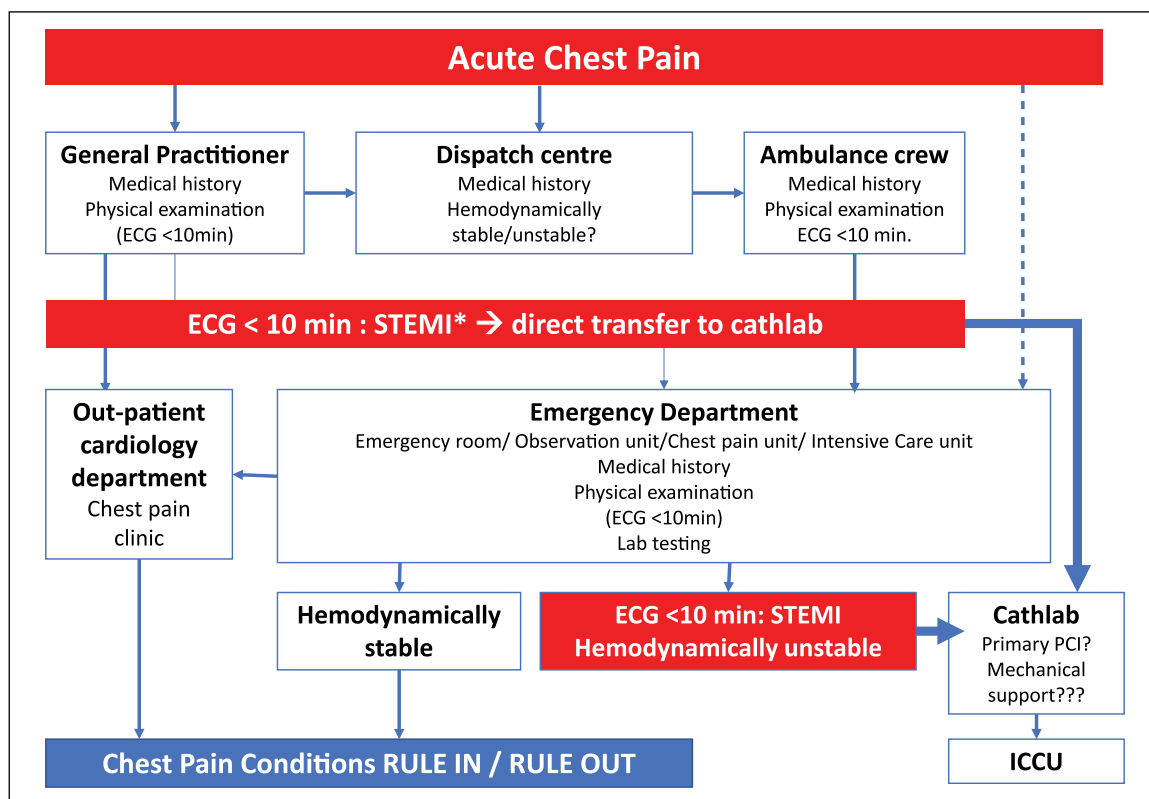 Acute Chest Pain
General Practitioner
Medical history
Physical examination
(ECG <10min)
Dispatch centre
Medical history
Hemodynamically
stable/unstable?
Ambulance crew
Medical history
Physical examination
ECG <10 min.
ECG < 10 min : STEMI* → direct transfer to cathlab
Out-patient
cardiology
department
Chest pain
clinic
Emergency Department
Emergency room/ Observation unit/Chest pain unit/ Intensive Care unit
Medical history
Physical examination
(ECG <10min)
Lab testing
Hemodynamically
stable
ECG <10 min: STEMI
Hemodynamically unstable
Cathlab
Primary PCI?
Mechanical
support???
Chest Pain Conditions RULE IN / RULE OUT
ICCU